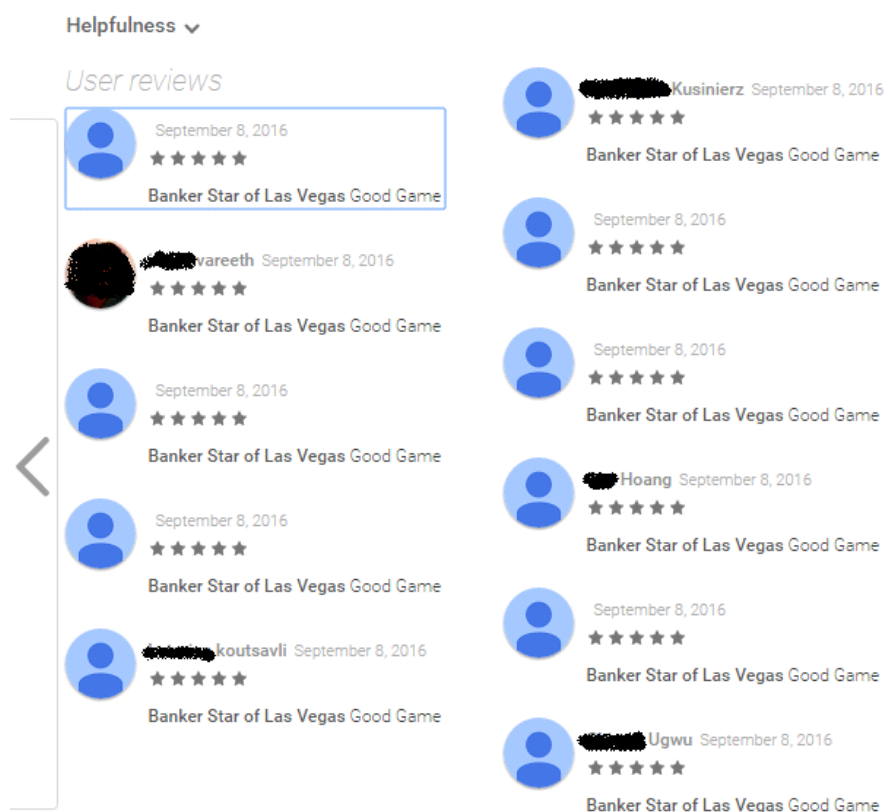 Helpfulness
User reviews
September 8, 2016
Banker Star of Las Vegas Good Game
vareeth September 8, 2016
Banker Star of Las Vegas Good Game
September 8, 2016
Banker Star of Las Vegas Good Game
September 8, 2016
Banker Star of Las Vegas Good Game
koutsavli September 8, 2016
Banker Star of Las Vegas Good Game
Kusinierz September 8, 2016
Banker Star of Las Vegas Good Game
September 8, 2016
Banker Star of Las Vegas Good Game
September 8, 2016
Banker Star of Las Vegas Good Game
Hoang September 8, 2016
Banker Star of Las Vegas Good Game
September 8, 2016
Banker Star of Las Vegas Good Game
Ugwu September 8, 2016
Banker Star of Las Vegas Good Game